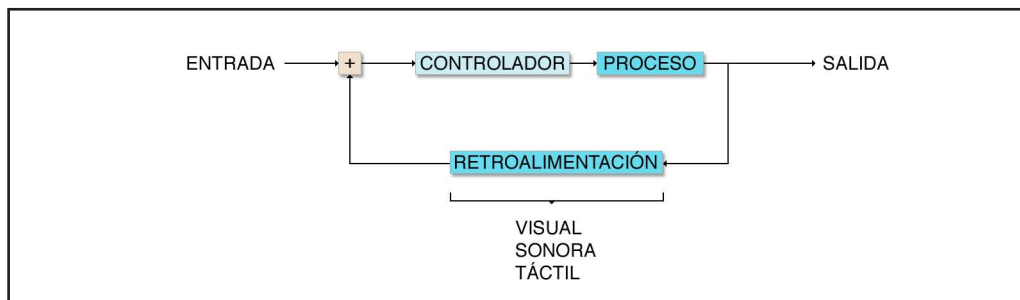 ENTRADA + CONTROLADOR PROCESO SALIDA
RETROALIMENTACIÓN
VISUAL
SONORA
TÁCTIL